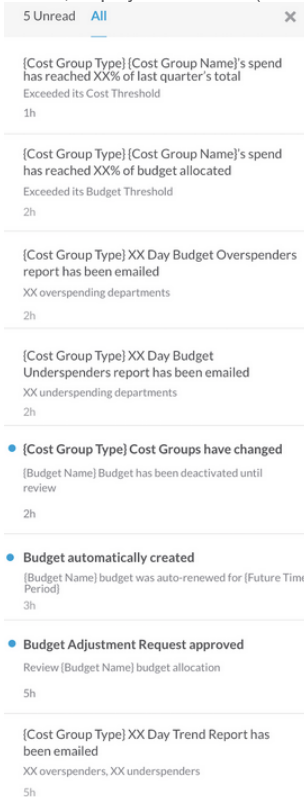 5 Unread All ×
{Cost Group Type} {Cost Group Name}'s spend
has reached XX% of last quarter's total
Exceeded its Cost Threshold
1h
{Cost Group Type} {Cost Group Name}'s spend
has reached XX% of budget allocated
Exceeded its Budget Threshold
2h
{Cost Group Type} XX Day Budget Overspenders
report has been emailed
XX overspending departments
2h
{Cost Group Type} XX Day Budget
Underspenders report has been emailed
XX underspending departments
2h
{Cost Group Type} Cost Groups have changed
{Budget Name} Budget has been deactivated until
review
2h
Budget automatically created
{Budget Name} budget was auto-renewed for {Future Time
Period}
3h
Budget Adjustment Request approved
Review {Budget Name} budget allocation
5h
{Cost Group Type} XX Day Trend Report has
been emailed
XX overspenders, XX underspenders
5h